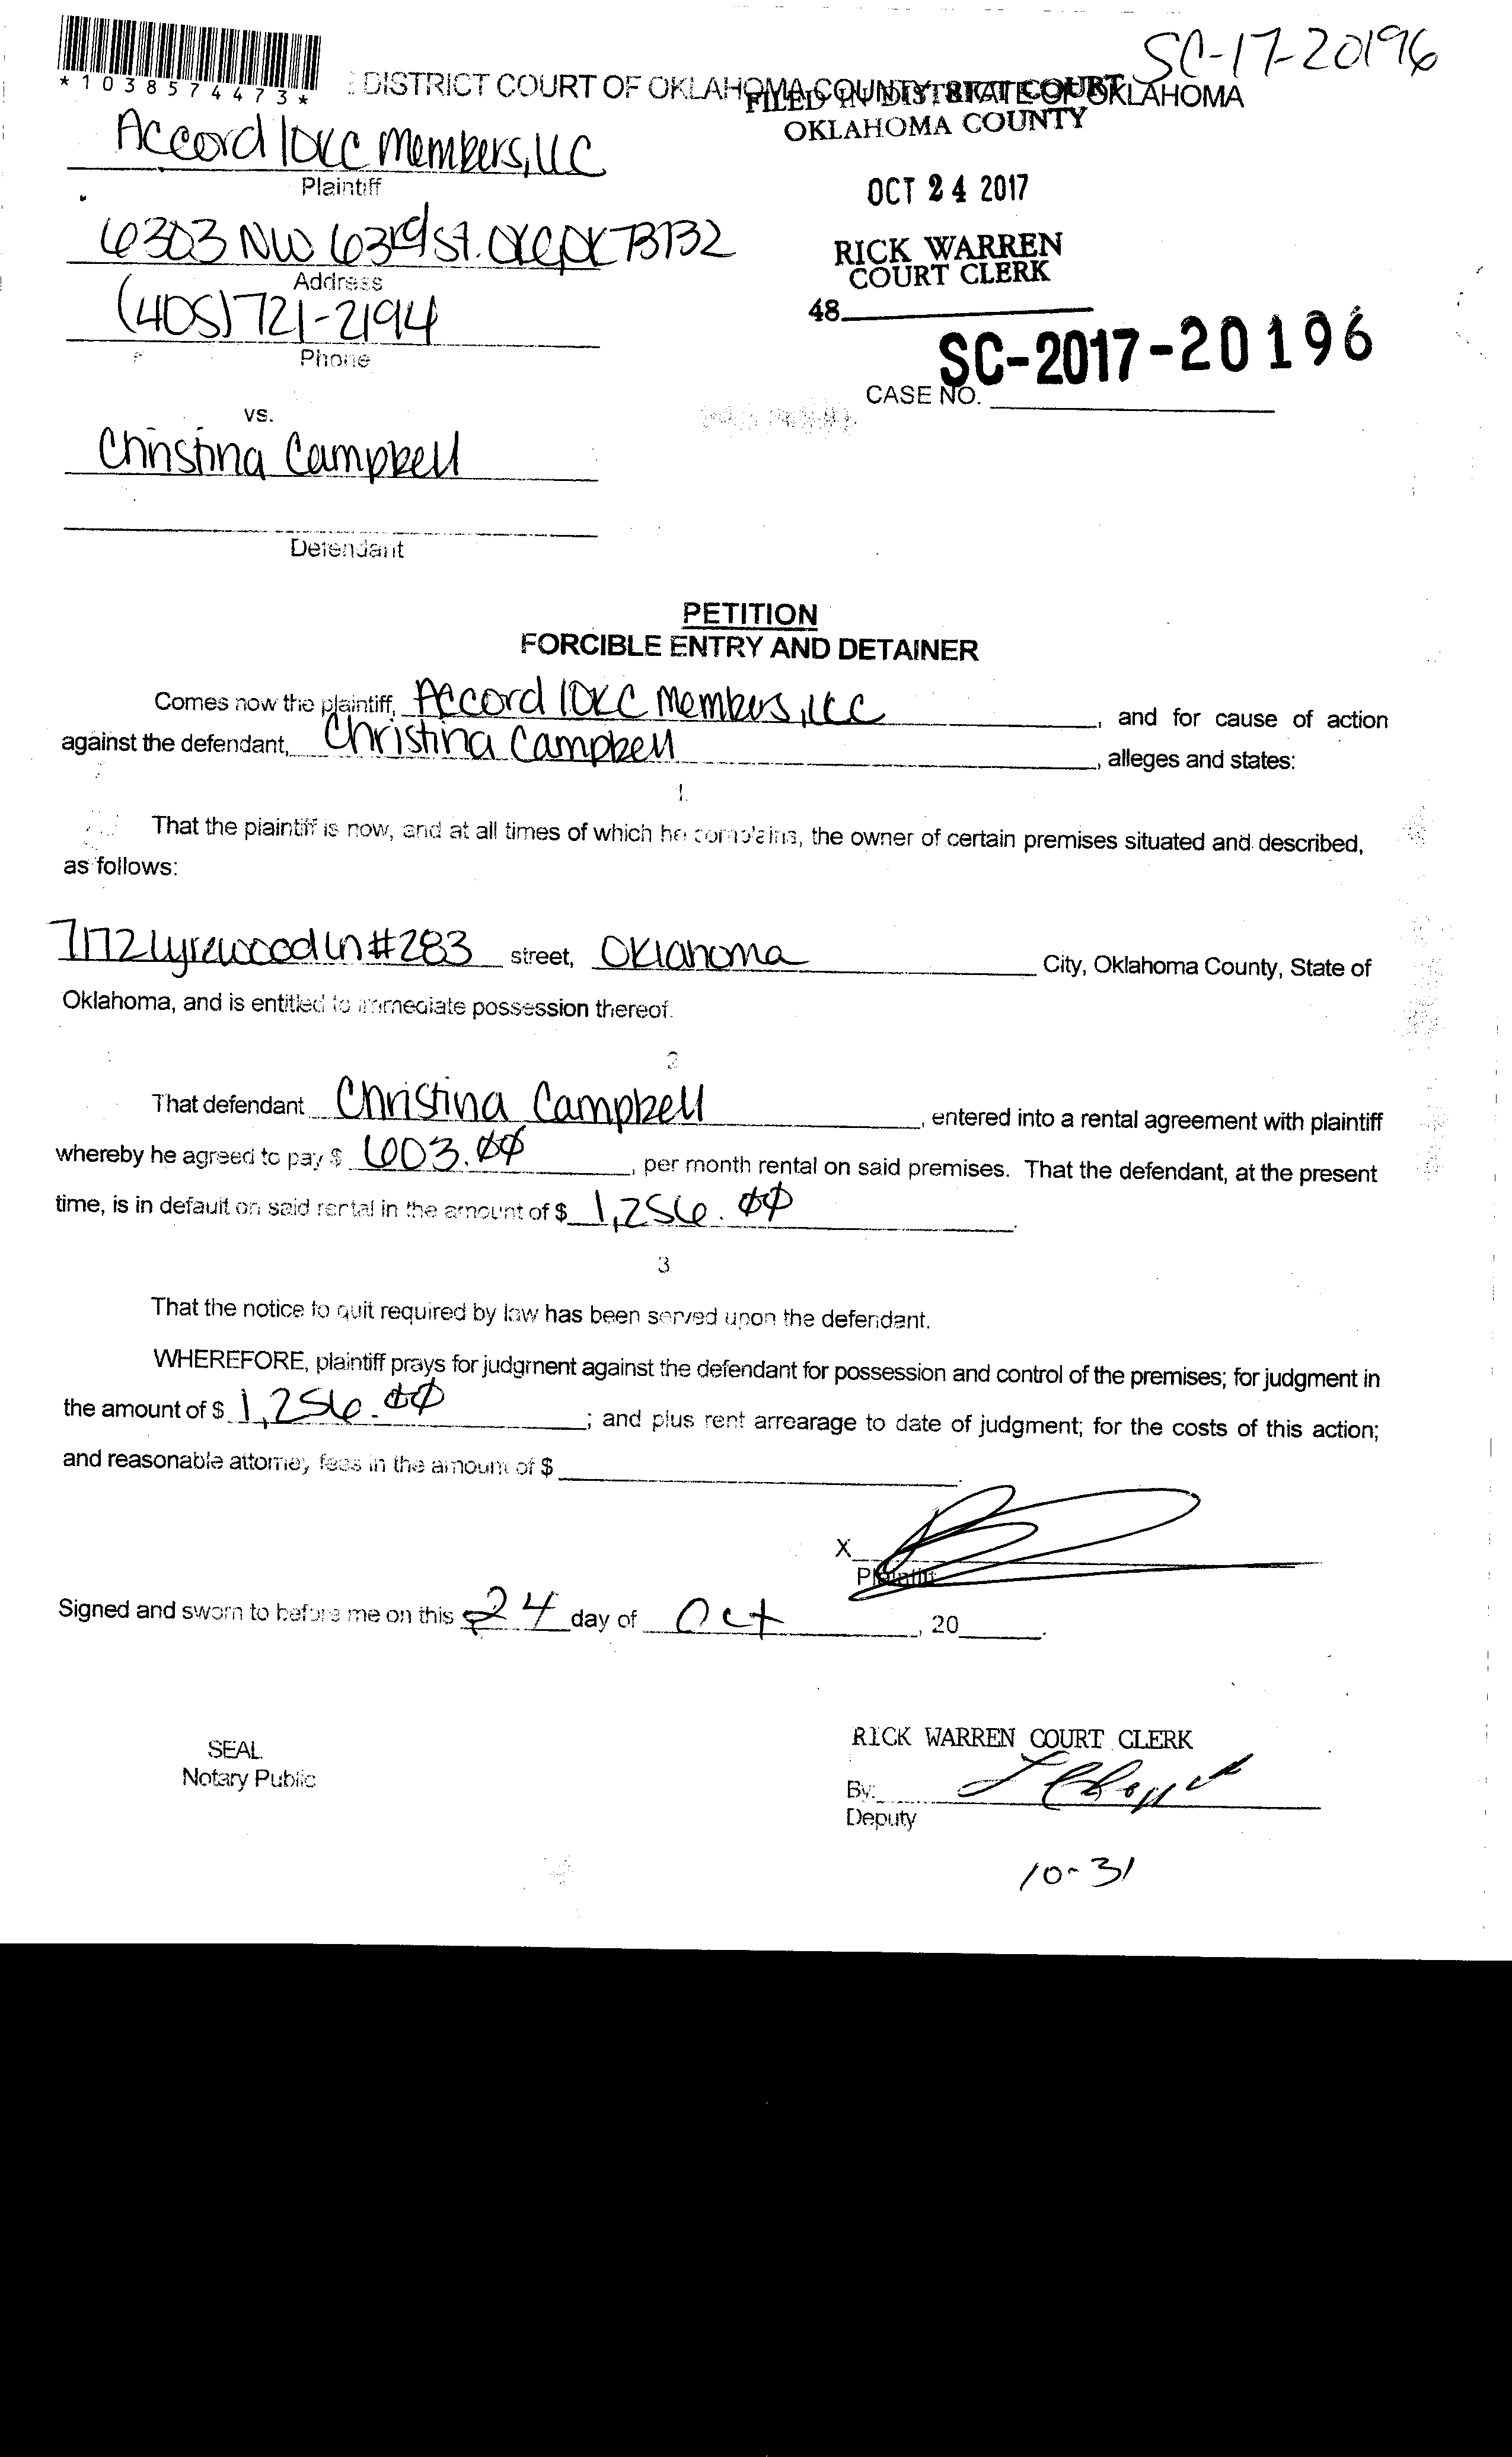 SC-17-20196
*1038574473*
DISTRICT COURT OF OKLAHOMA COUNTY, STATE OF OKLAHOMA
FILED IN DISTRICT COURT
OKLAHOMA COUNTY
Accord IOKC Members, LLC
Plaintiff
OCT 24 2017
6303 NW 63rd St. OKC OK 73132
Address
RICK WARREN
COURT CLERK
(405) 721-2194
Phone
48
SC-2017-20196
CASE NO.
vs.
Christina Campbell
Defendant
PETITION
FORCIBLE ENTRY AND DETAINER
Comes now the plaintiff, Accord IOKC Members, LLC, and for cause of action
against the defendant, Christina Campbell, alleges and states:
1.
That the plaintiff is now, and at all times of which he complains, the owner of certain premises situated and described,
as follows:
7172 Lyrewood Ln #283 street, Oklahoma City, Oklahoma County, State of
Oklahoma, and is entitled to immediate possession thereof.
2
That defendant Christina Campbell, entered into a rental agreement with plaintiff
whereby he agreed to pay $ 603.00, per month rental on said premises. That the defendant, at the present
time, is in default on said rental in the amount of $ 1,256.00.
3
That the notice to quit required by law has been served upon the defendant.
WHEREFORE, plaintiff prays for judgment against the defendant for possession and control of the premises; for judgment in
the amount of $ 1,256.00; and plus rent arrearage to date of judgment; for the costs of this action;
and reasonable attorney fees in the amount of $
X
Plaintiff
Signed and sworn to before me on this 24 day of Oct, 20
RICK WARREN COURT CLERK
SEAL
Notary Public
By:
Deputy
10-31